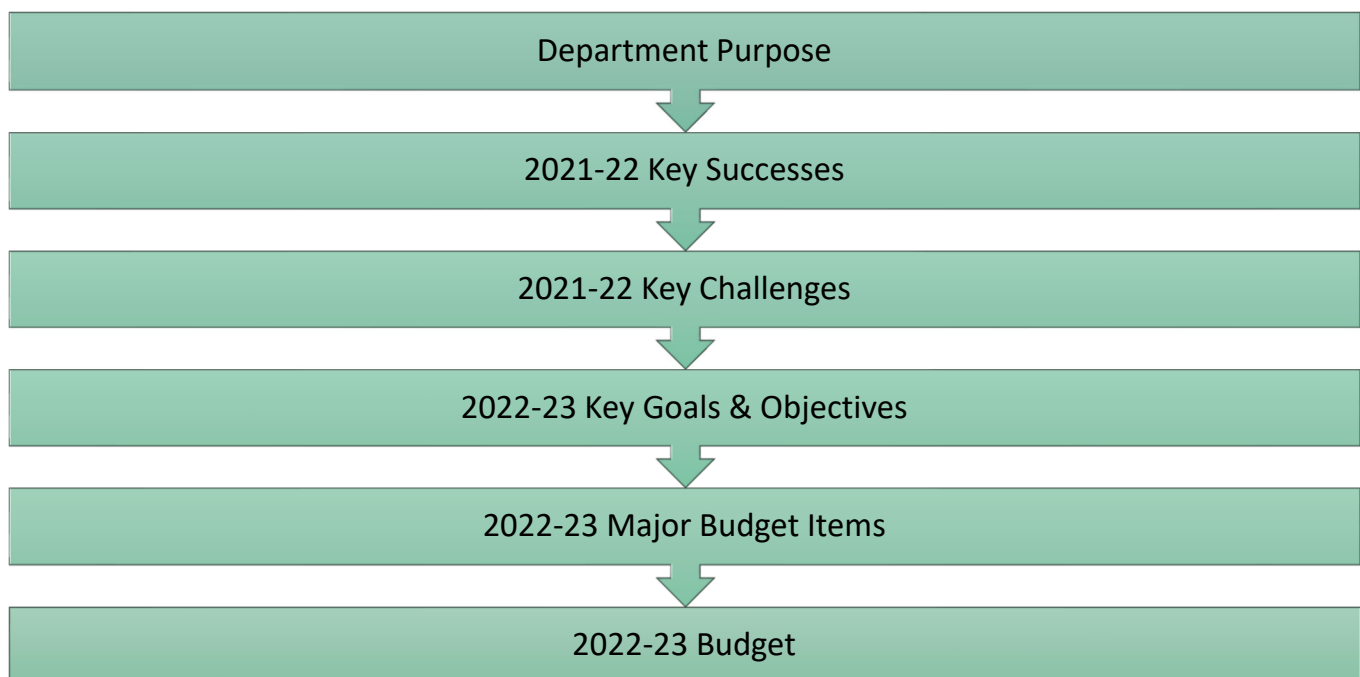 Department Purpose
2021-22 Key Successes
2021-22 Key Challenges
2022-23 Key Goals & Objectives
2022-23 Major Budget Items
2022-23 Budget